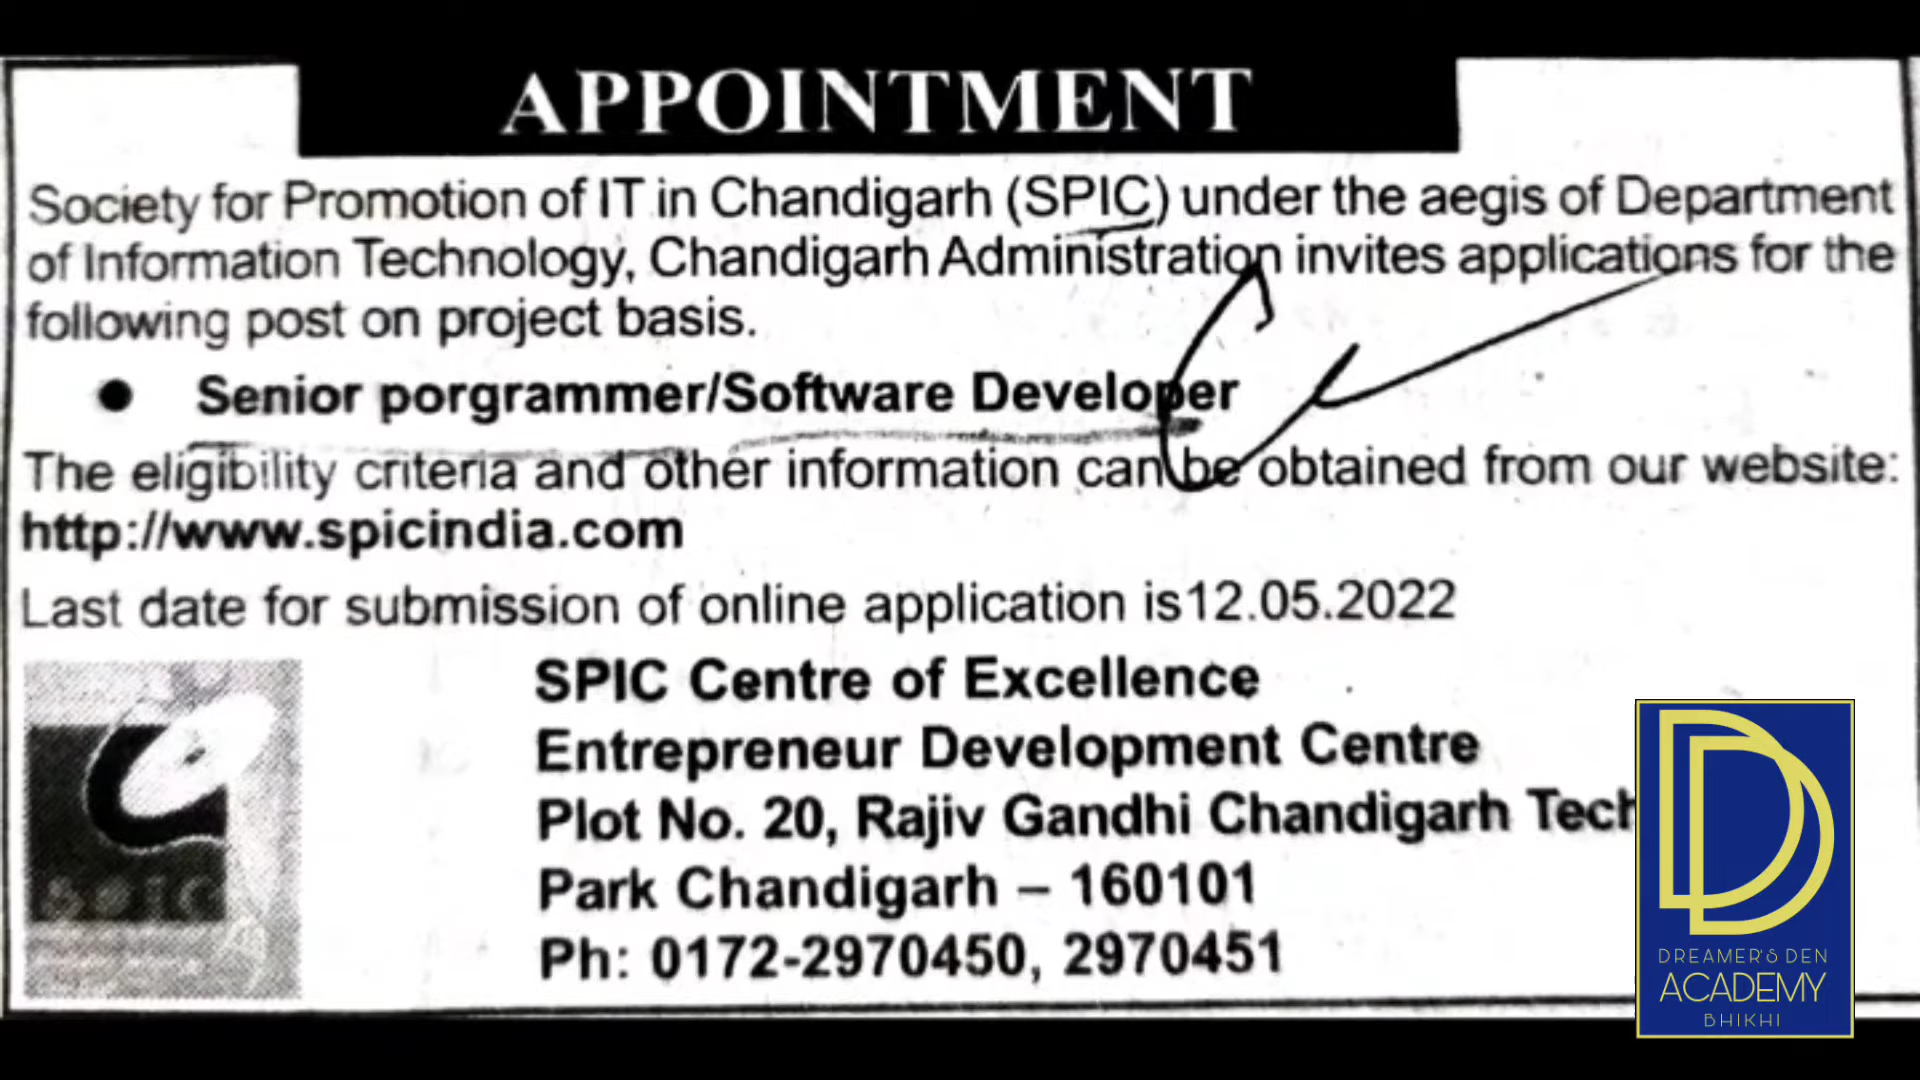 APPOINTMENT
Society for Promotion of IT in Chandigarh (SPIC) under the aegis of Department
of Information Technology, Chandigarh Administration invites applications for the
following post on project basis.
● Senior porgrammer/Software Developer
The eligibility criteria and other information can be obtained from our website:
http://www.spicindia.com
Last date for submission of online application is12.05.2022
SPIC Centre of Excellence
Entrepreneur Development Centre
Plot No. 20, Rajiv Gandhi Chandigarh Tech
Park Chandigarh – 160101
Ph: 0172-2970450, 2970451
SPIC
DREAMER'S DEN
ACADEMY
BHIKHI